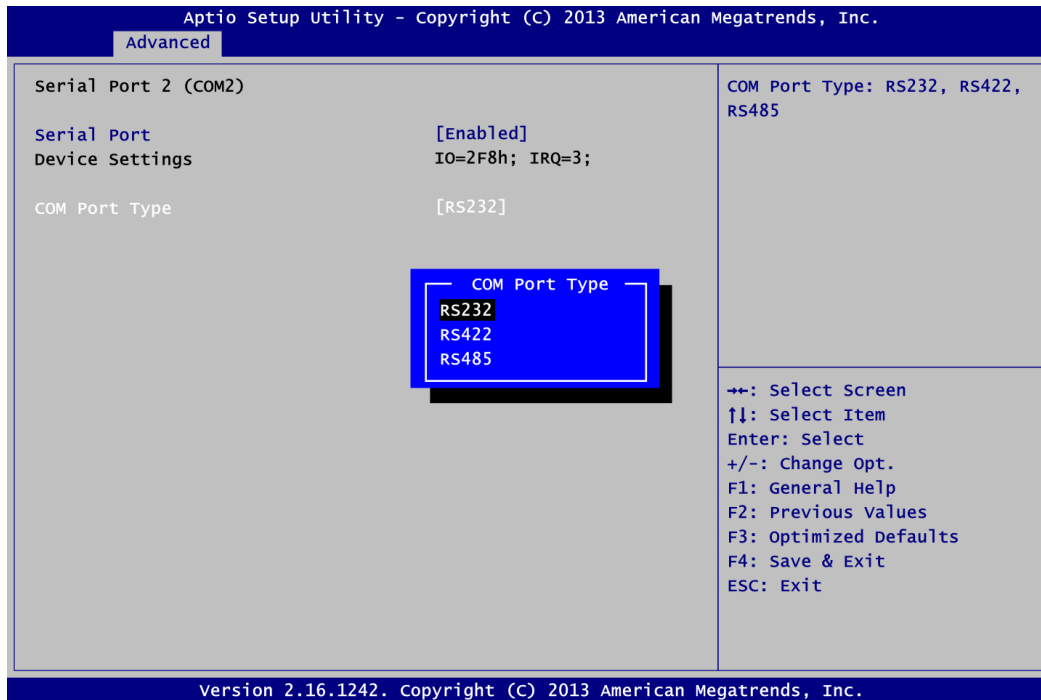 Aptio Setup Utility – Copyright (C) 2013 American Megatrends, Inc.
Advanced
Serial Port 2 (COM2)
Serial Port [Enabled]
Device Settings IO=2F8h; IRQ=3;
COM Port Type [RS232]
COM Port Type
RS232
RS422
RS485
COM Port Type: RS232, RS422,
RS485
→←: Select Screen
↑↓: Select Item
Enter: Select
+/-: Change Opt.
F1: General Help
F2: Previous Values
F3: Optimized Defaults
F4: Save & Exit
ESC: Exit
Version 2.16.1242. Copyright (C) 2013 American Megatrends, Inc.